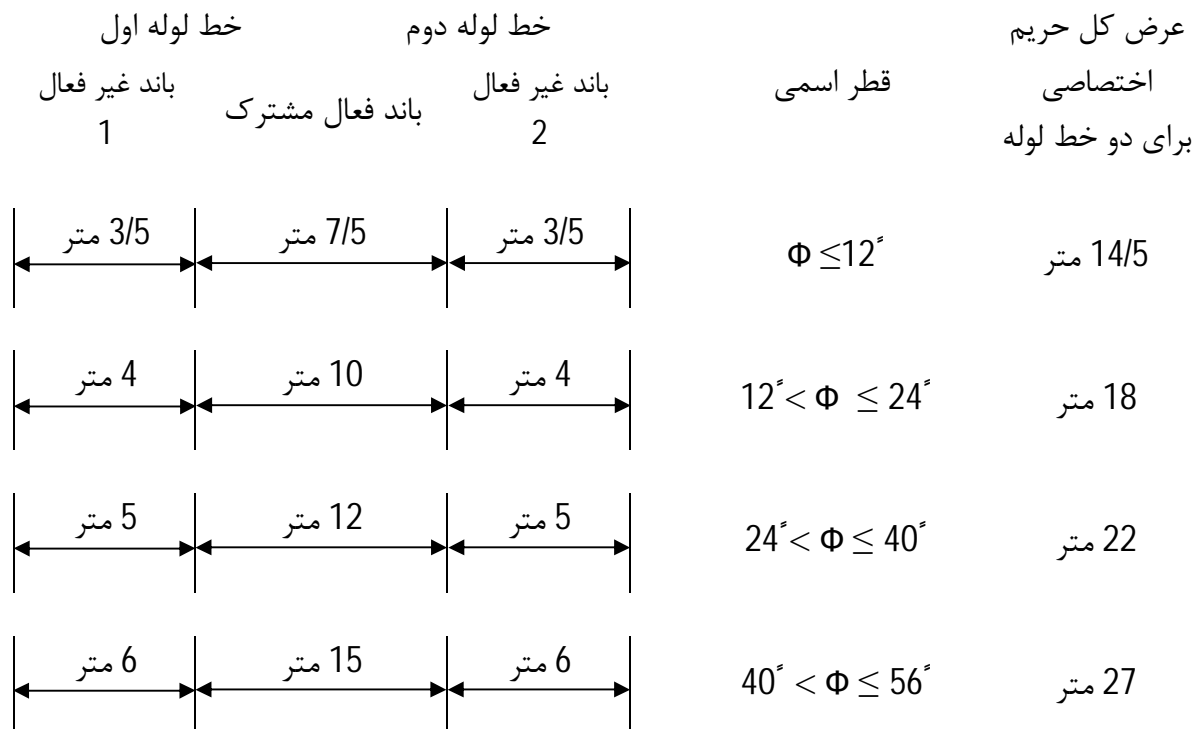 عرض کل حریم
اختصاصی
برای دو خط لوله
قطر اسمی
خط لوله دوم
خط لوله اول
باند غیر فعال
2
باند فعال مشترک
باند غیر فعال
1
14/5 متر
Φ ≤12ً
3/5 متر
7/5 متر
3/5 متر
18 متر
12ً < Φ ≤ 24ً
4 متر
10 متر
4 متر
22 متر
24ً < Φ ≤ 40ً
5 متر
12 متر
5 متر
27 متر
40ً < Φ ≤ 56ً
6 متر
15 متر
6 متر